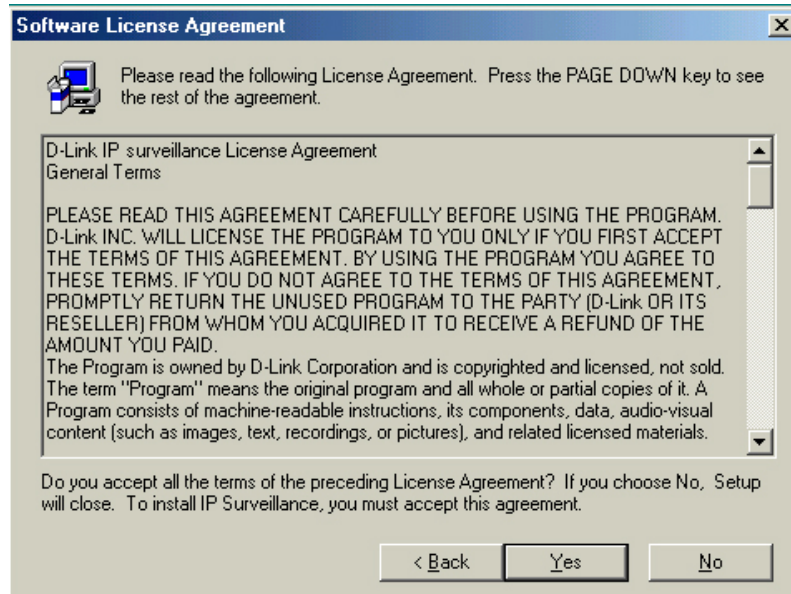 Software License Agreement
Please read the following License Agreement. Press the PAGE DOWN key to see
the rest of the agreement.
D-Link IP surveillance License Agreement
General Terms
PLEASE READ THIS AGREEMENT CAREFULLY BEFORE USING THE PROGRAM.
D-Link INC. WILL LICENSE THE PROGRAM TO YOU ONLY IF YOU FIRST ACCEPT
THE TERMS OF THIS AGREEMENT. BY USING THE PROGRAM YOU AGREE TO
THESE TERMS. IF YOU DO NOT AGREE TO THE TERMS OF THIS AGREEMENT,
PROMPTLY RETURN THE UNUSED PROGRAM TO THE PARTY (D-Link OR ITS
RESELLER) FROM WHOM YOU ACQUIRED IT TO RECEIVE A REFUND OF THE
AMOUNT YOU PAID.
The Program is owned by D-Link Corporation and is copyrighted and licensed, not sold.
The term "Program" means the original program and all whole or partial copies of it. A
Program consists of machine-readable instructions, its components, data, audio-visual
content (such as images, text, recordings, or pictures), and related licensed materials.
Do you accept all the terms of the preceding License Agreement? If you choose No, Setup
will close. To install IP Surveillance, you must accept this agreement.
< Back Yes No